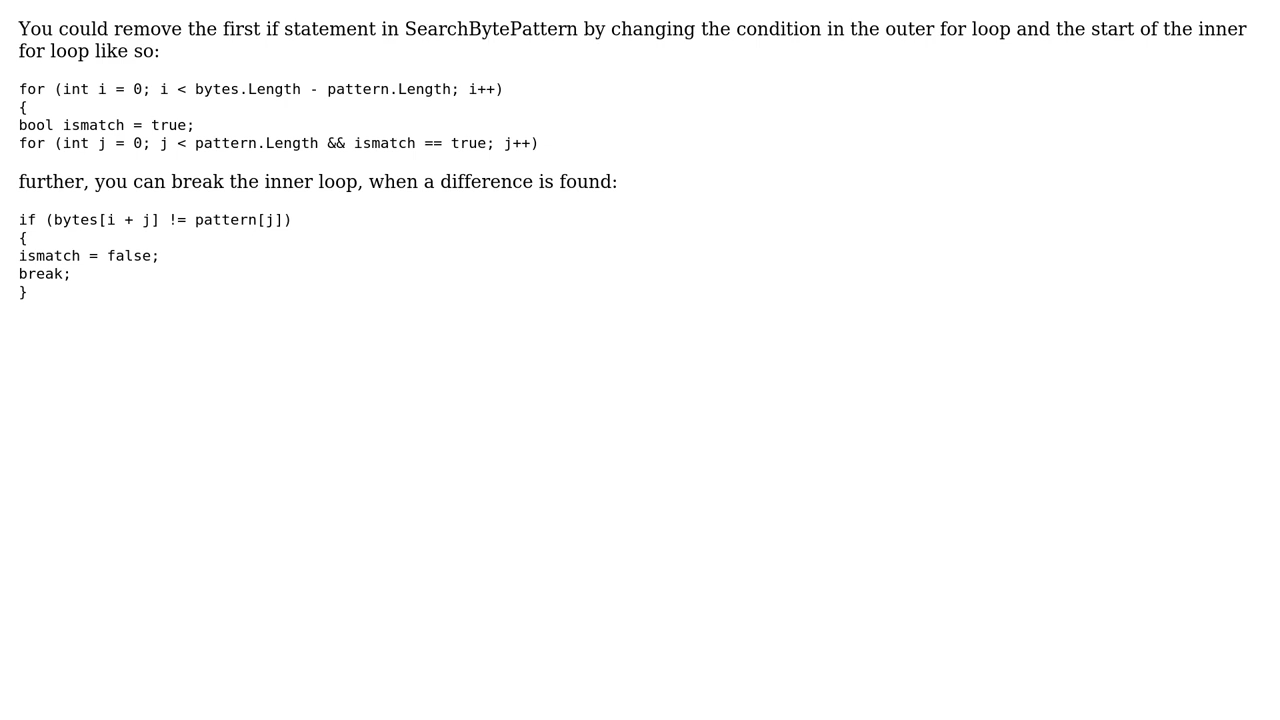 You could remove the first if statement in SearchBytePattern by changing the condition in the outer for loop and the start of the inner
for loop like so:
for (int i = 0; i < bytes.Length - pattern.Length; i++)
{
bool ismatch = true;
for (int j = 0; j < pattern.Length && ismatch == true; j++)
further, you can break the inner loop, when a difference is found:
if (bytes[i + j] != pattern[j])
{
ismatch = false;
break;
}